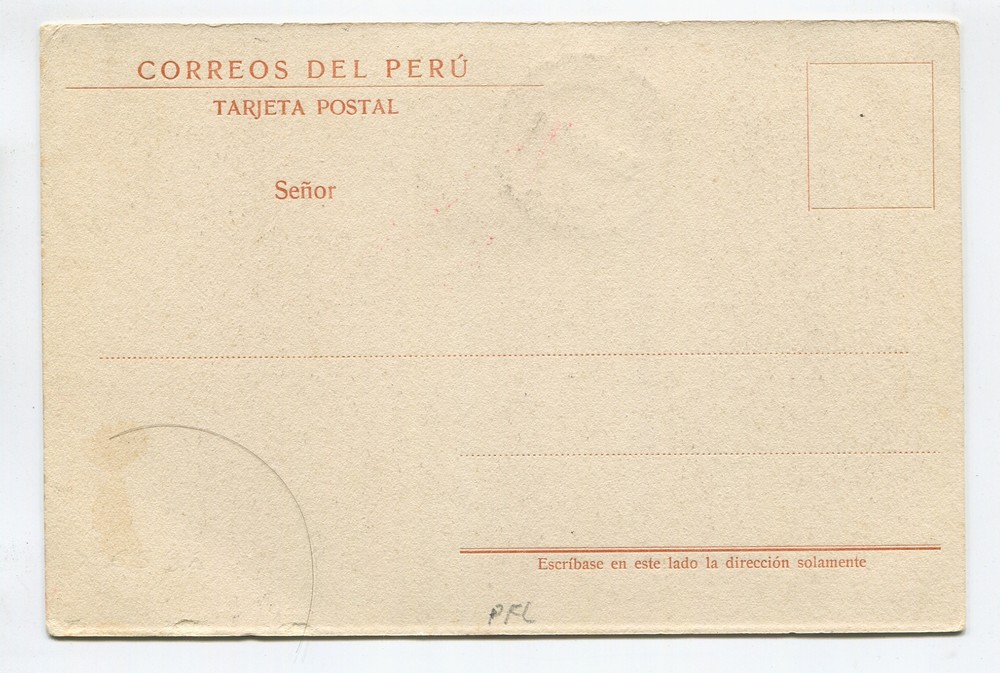 CORREOS DEL PERÚ
TARJETA POSTAL
Señor
Escríbase en este lado la dirección solamente
PFL